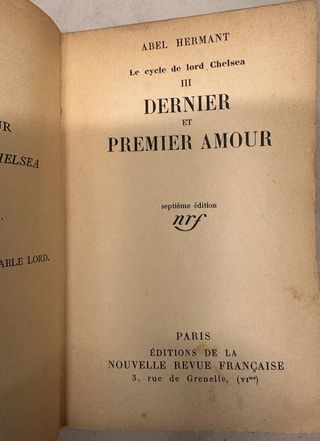 UR
HELSEA
ABLE LORD.
ABEL HERMANT
Le cycle de lord Chelsea
III
DERNIER
ET
PREMIER AMOUR
septième édition
nrf
PARIS
ÉDITIONS DE LA
NOUVELLE REVUE FRANÇAISE
3, rue de Grenelle, (VIme)